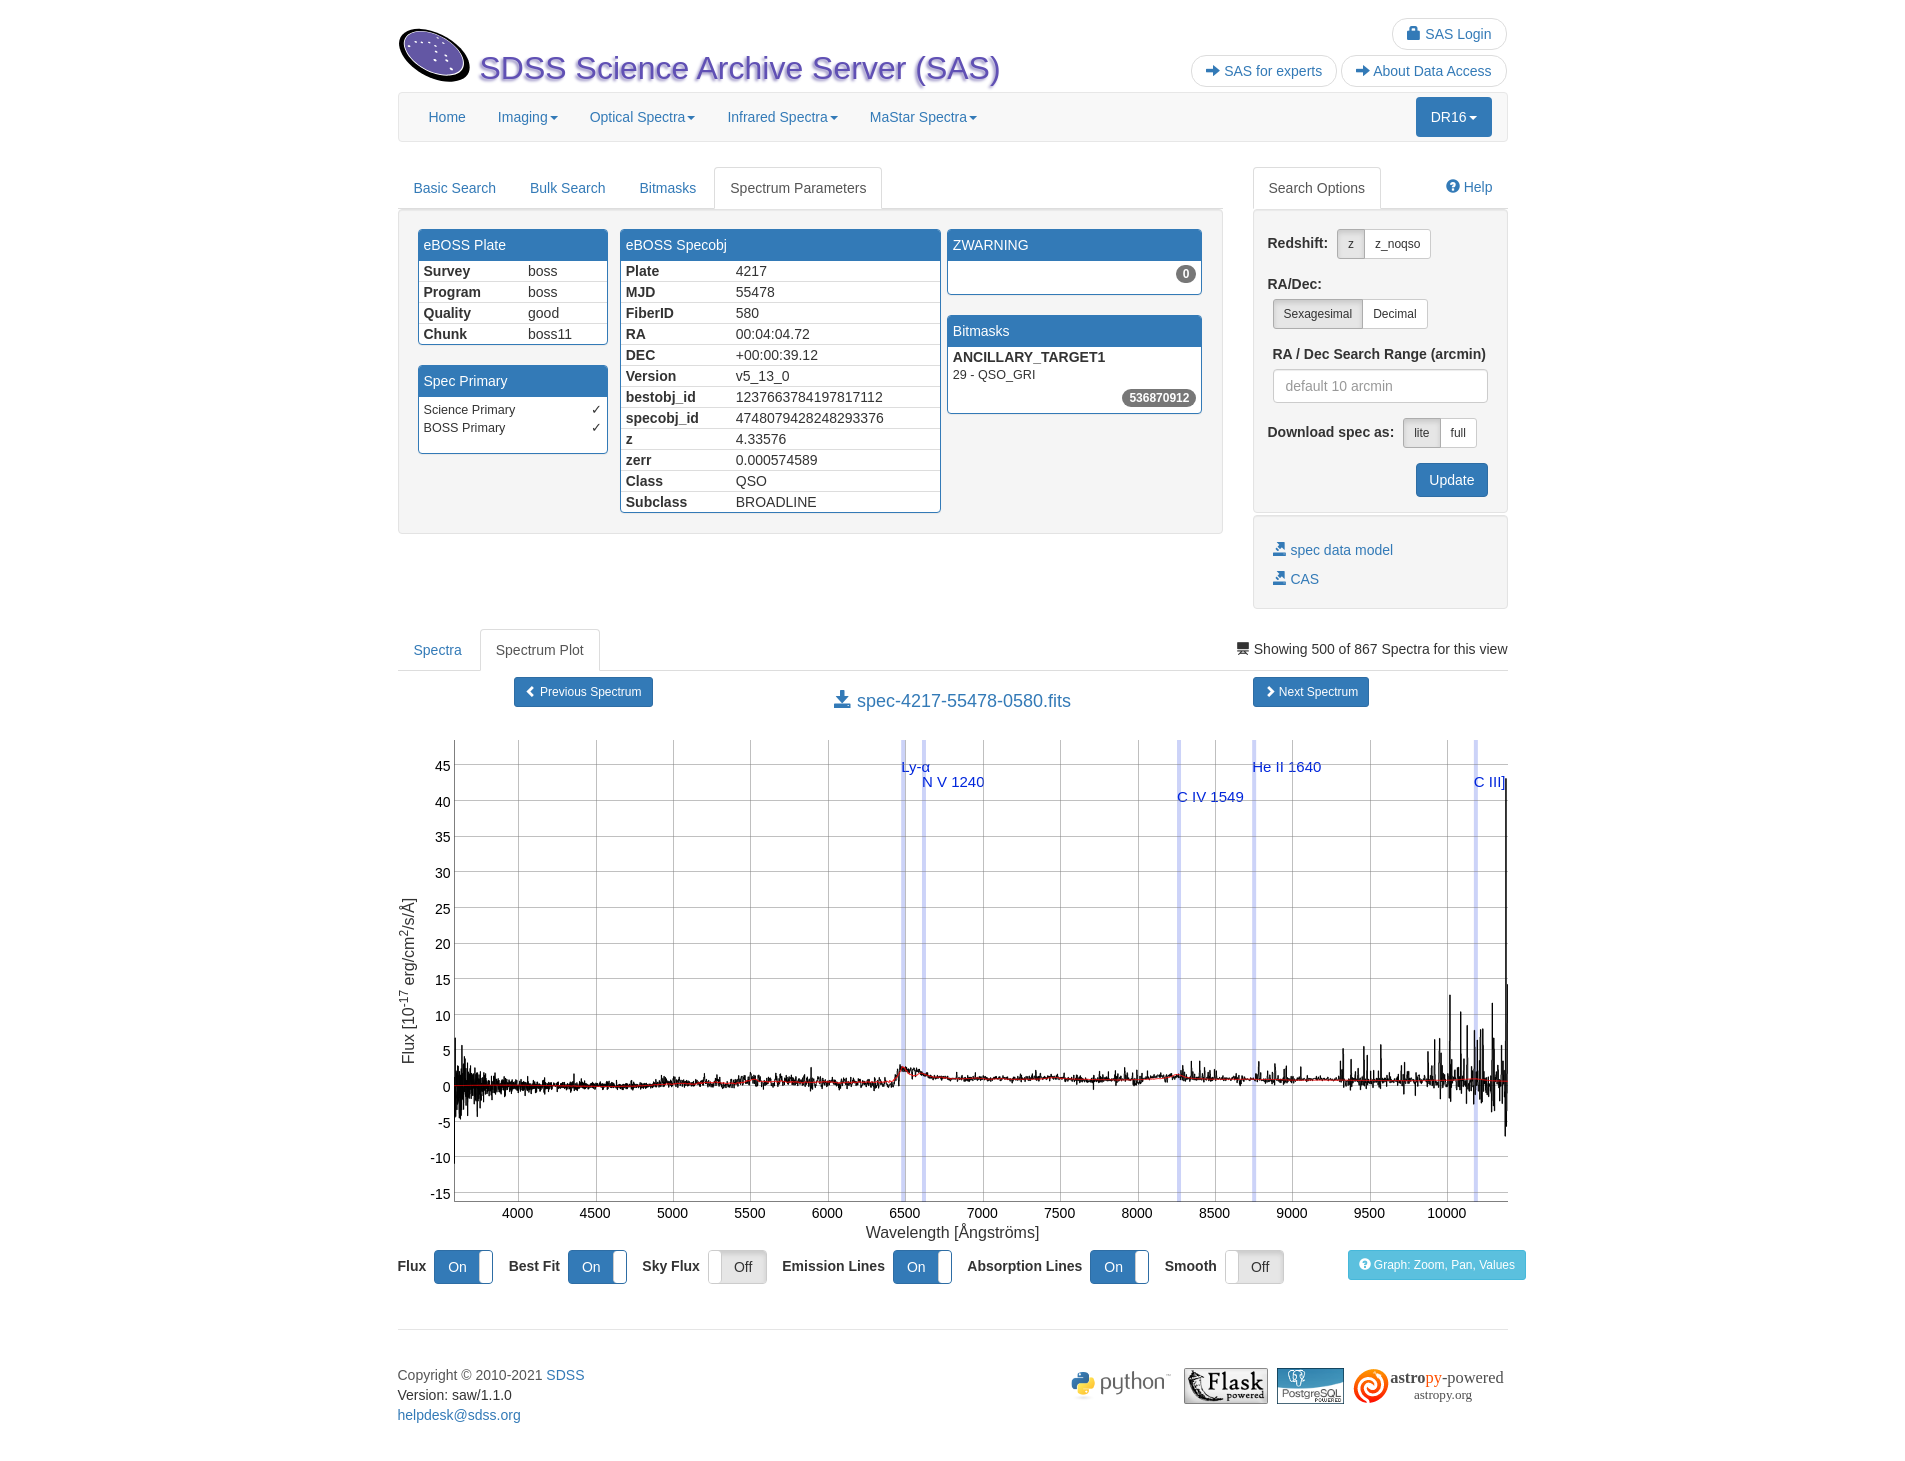 SAS Login
SDSS Science Archive Server (SAS)
SAS for experts
About Data Access
Home Imaging Optical Spectra Infrared Spectra MaStar Spectra DR16
Basic Search Bulk Search Bitmasks Spectrum Parameters
eBOSS Plate
Survey boss
Program boss
Quality good
Chunk boss11
Spec Primary
Science Primary ✓
BOSS Primary ✓
eBOSS Specobj
Plate 4217
MJD 55478
FiberID 580
RA 00:04:04.72
DEC +00:00:39.12
Version v5_13_0
bestobj_id 1237663784197817112
specobj_id 4748079428248293376
z 4.33576
zerr 0.000574589
Class QSO
Subclass BROADLINE
ZWARNING
0
Bitmasks
ANCILLARY_TARGET1
29 - QSO_GRI
536870912
Search Options Help
Redshift: z z_noqso
RA/Dec:
Sexagesimal Decimal
RA / Dec Search Range (arcmin)
default 10 arcmin
Download spec as: lite full
Update
spec data model
CAS
Spectra Spectrum Plot
Showing 500 of 867 Spectra for this view
Previous Spectrum
spec-4217-55478-0580.fits
Next Spectrum
Flux [10-17 erg/cm2/s/Å]
45
40
35
30
25
20
15
10
5
0
-5
-10
-15
Ly-α
N V 1240
C IV 1549
He II 1640
C III]
4000 4500 5000 5500 6000 6500 7000 7500 8000 8500 9000 9500 10000
Wavelength [Ångströms]
Flux On Best Fit On Sky Flux Off Emission Lines On Absorption Lines On Smooth Off
Graph: Zoom, Pan, Values
Copyright © 2010-2021 SDSS
Version: saw/1.1.0
helpdesk@sdss.org
python
Flask
powered
PostgreSQL
POWERED
astropy-powered
astropy.org